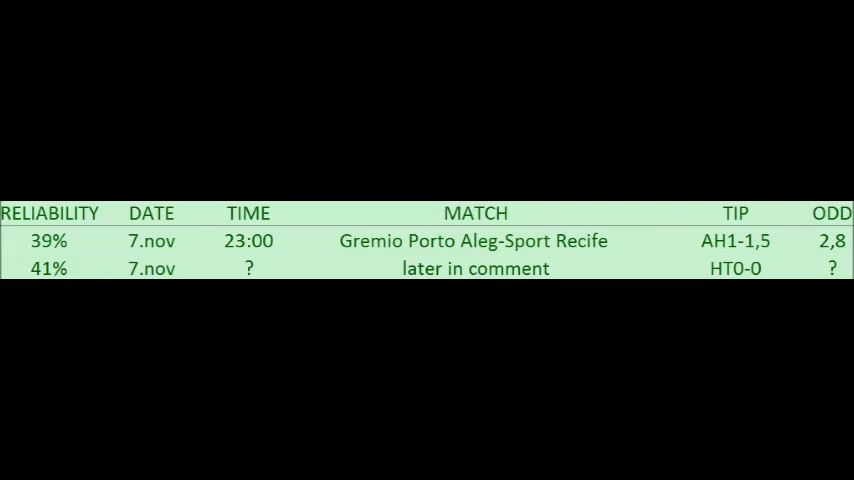 RELIABILITY DATE TIME MATCH TIP ODD
39% 7.nov 23:00 Gremio Porto Aleg-Sport Recife AH1-1,5 2,8
41% 7.nov ? later in comment HT0-0 ?